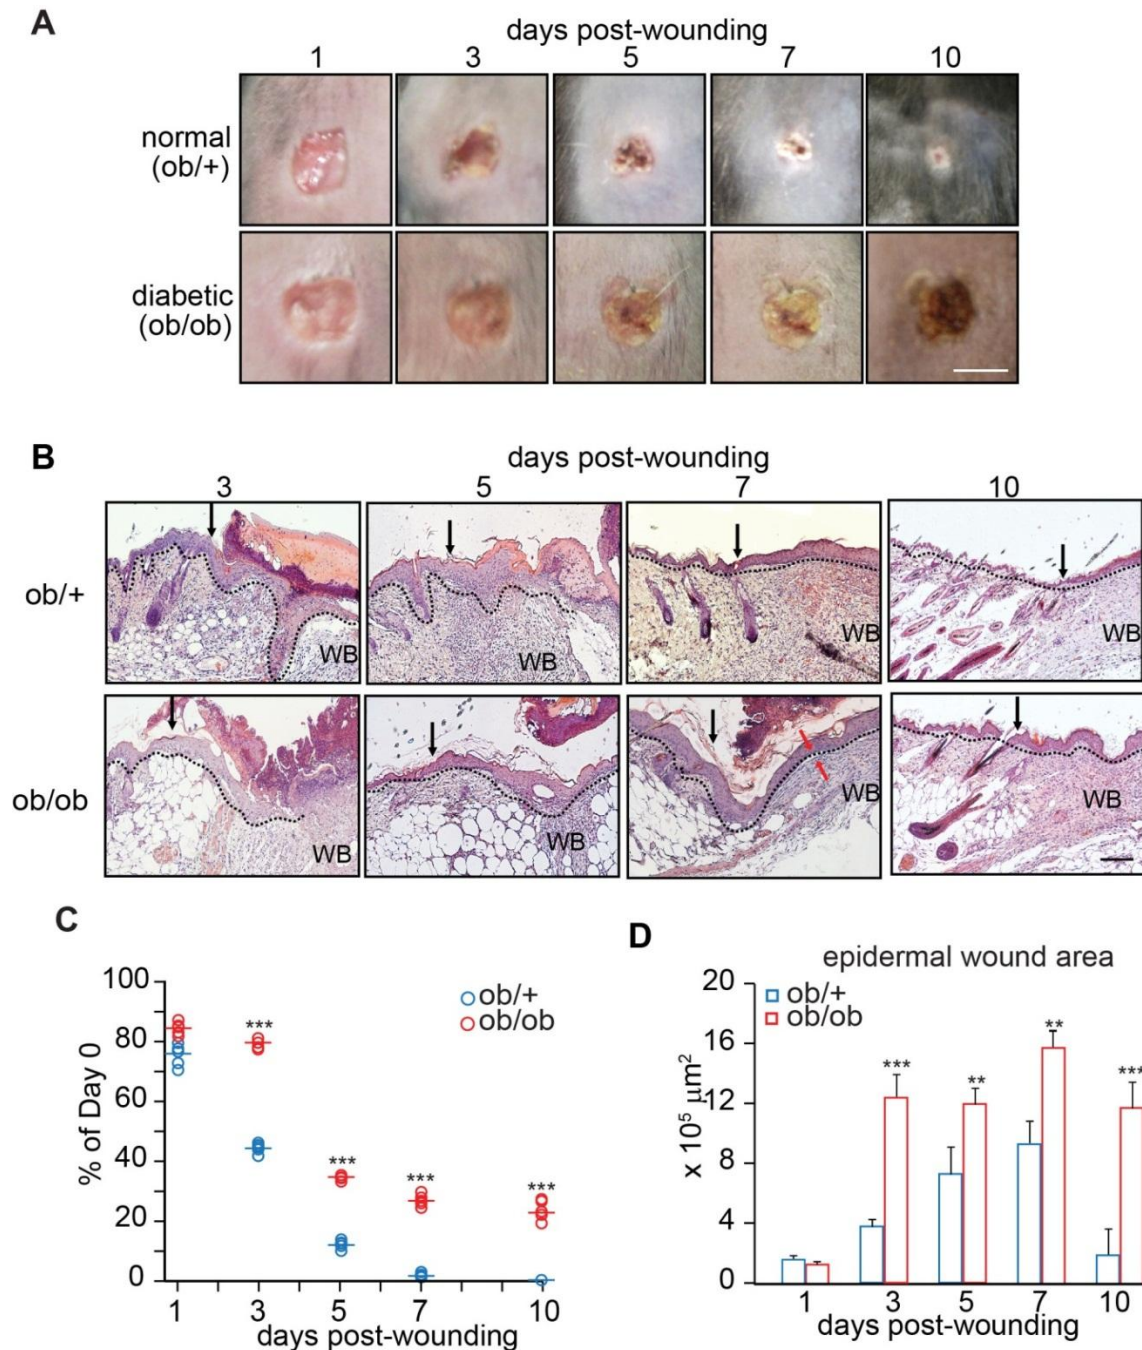 A
days post-wounding
1 3 5 7 10
normal
(ob/+)
diabetic
(ob/ob)
B
days post-wounding
3 5 7 10
ob/+
WB WB WB WB
ob/ob
WB WB WB WB
C
100
80
60
40
20
0
% of Day 0
ob/+
ob/ob
***
***
***
***
1 3 5 7 10
days post-wounding
D
epidermal wound area
20
16
12
8
4
0
x 10⁵ µm²
ob/+
ob/ob
***
**
**
***
1 3 5 7 10
days post-wounding